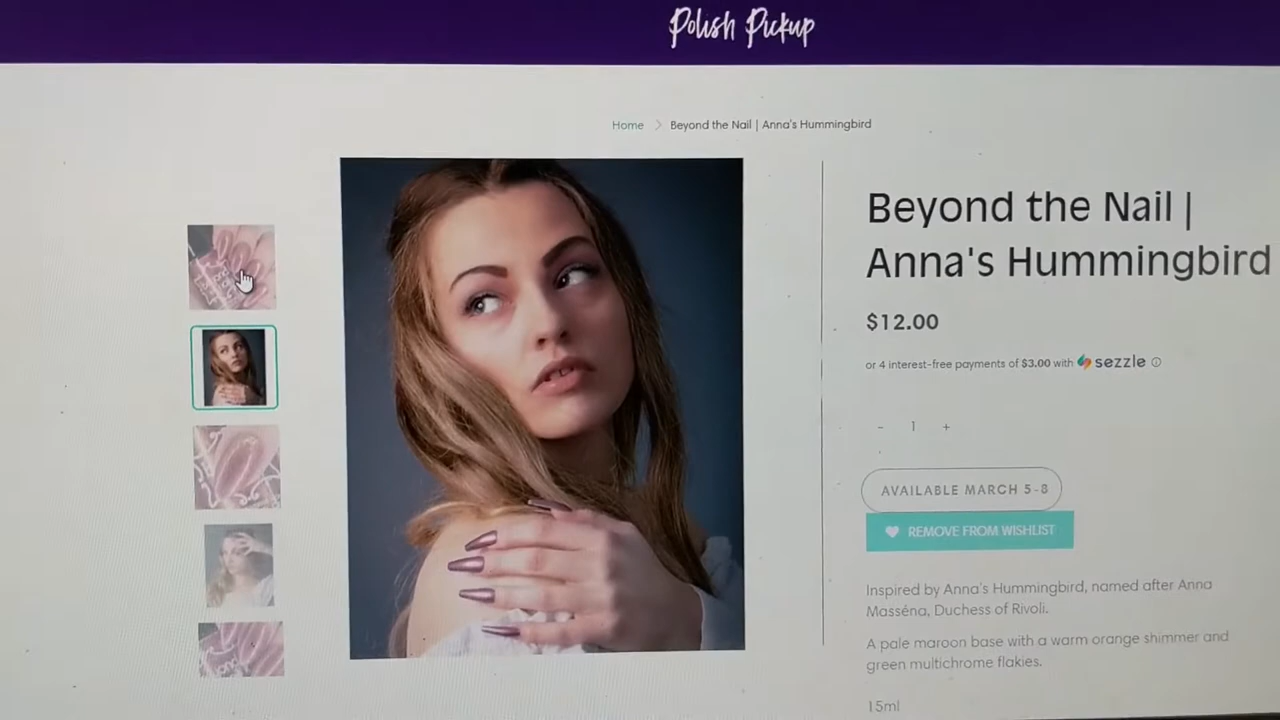 Polish Pickup
Home > Beyond the Nail | Anna's Hummingbird
Beyond the Nail |
Anna's Hummingbird
$12.00
or 4 interest-free payments of $3.00 with sezzle
- 1 +
AVAILABLE MARCH 5-8
REMOVE FROM WISHLIST
Inspired by Anna's Hummingbird, named after Anna
Masséna, Duchess of Rivoli.
A pale maroon base with a warm orange shimmer and
green multichrome flakies.
15ml